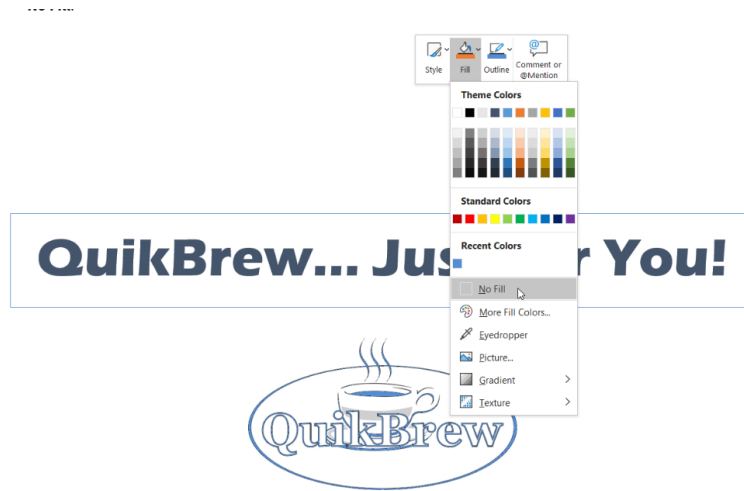 Style Fill Outline Comment or
@Mention
Theme Colors
Standard Colors
Recent Colors
QuikBrew... Jus r You!
No Fill
More Fill Colors...
Eyedropper
Picture...
Gradient
Texture
QuikBrew